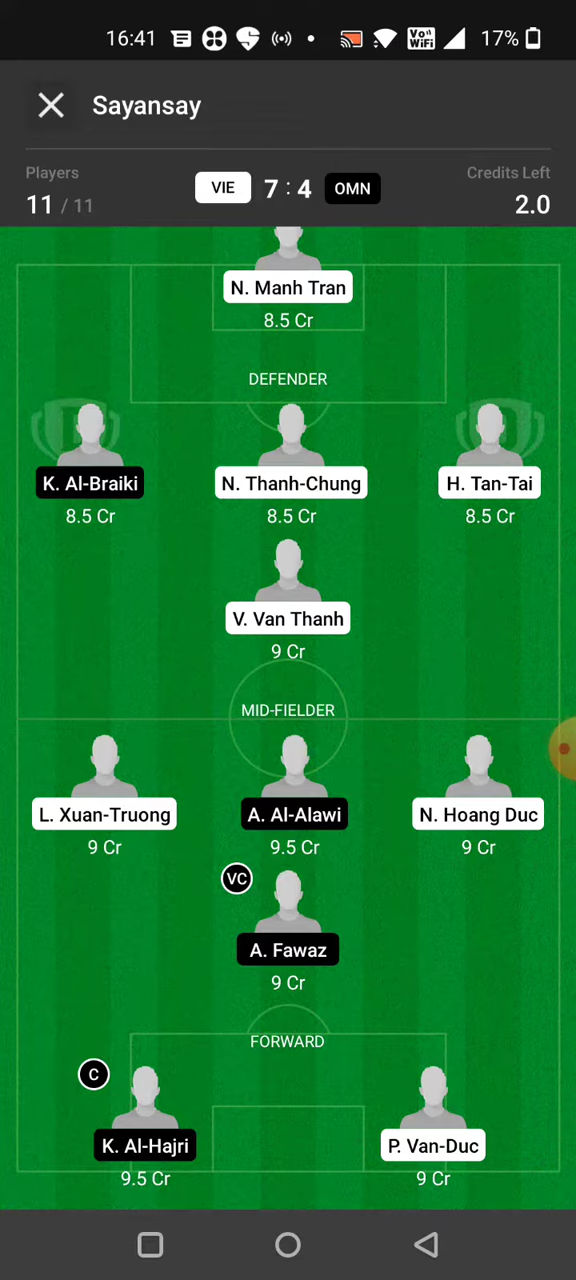 16:41
Vo))
WiFi
17%
Sayansay
Players
11 / 11
VIE 7 : 4 OMN
Credits Left
2.0
N. Manh Tran
8.5 Cr
DEFENDER
K. Al-Braiki N. Thanh-Chung H. Tan-Tai
8.5 Cr 8.5 Cr 8.5 Cr
V. Van Thanh
9 Cr
MID-FIELDER
L. Xuan-Truong A. Al-Alawi N. Hoang Duc
9 Cr 9.5 Cr 9 Cr
VC
A. Fawaz
9 Cr
FORWARD
C
K. Al-Hajri P. Van-Duc
9.5 Cr 9 Cr